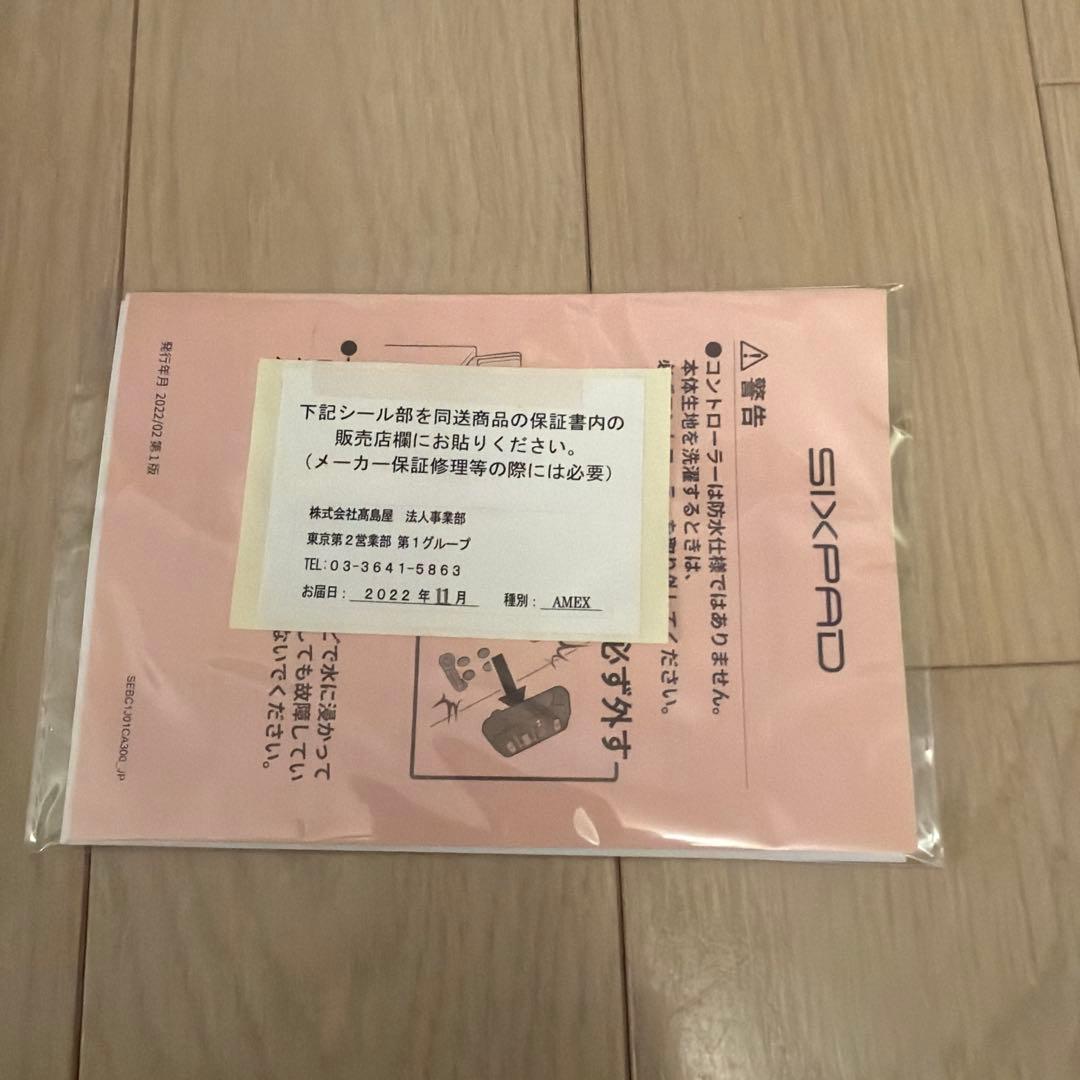 下記シール部を同送商品の保証書内の
販売店欄にお貼りください。
（メーカー保証修理等の際には必要）
株式会社髙島屋 法人事業部
東京第２営業部 第１グループ
TEL:０３-３６４１-５８６３
お届日： ２０２２ 年 11 月 種別： AMEX
SIXPAD
警告
●コントローラーは防水仕様ではありません。
本体生地を洗濯するときは、
ください。
必ず外す
で水に浸かって
ても故障してい
ないでください。
発行年月 2022/02 第1版
SEBC1J01CA300_JP